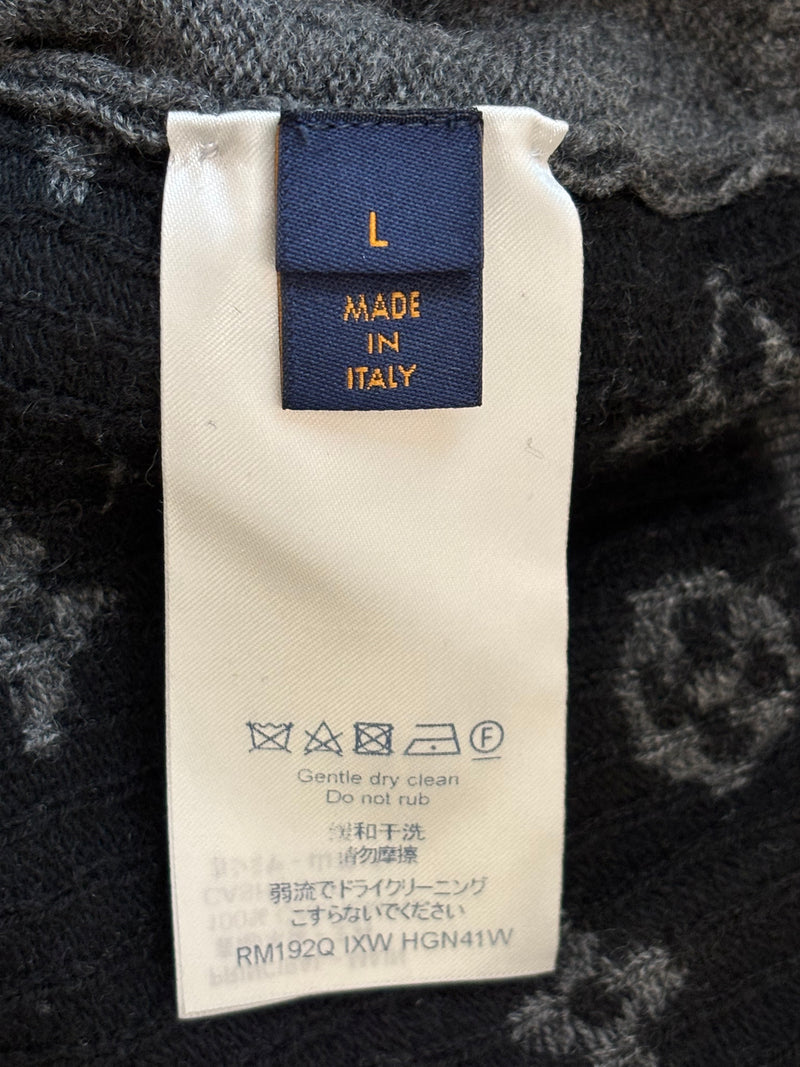 L
MADE
IN
ITALY
F
Gentle dry clean
Do not rub
缓和干洗
请勿摩擦
弱流でドライクリーニング
こすらないでください
RM192Q IXW HGN41W